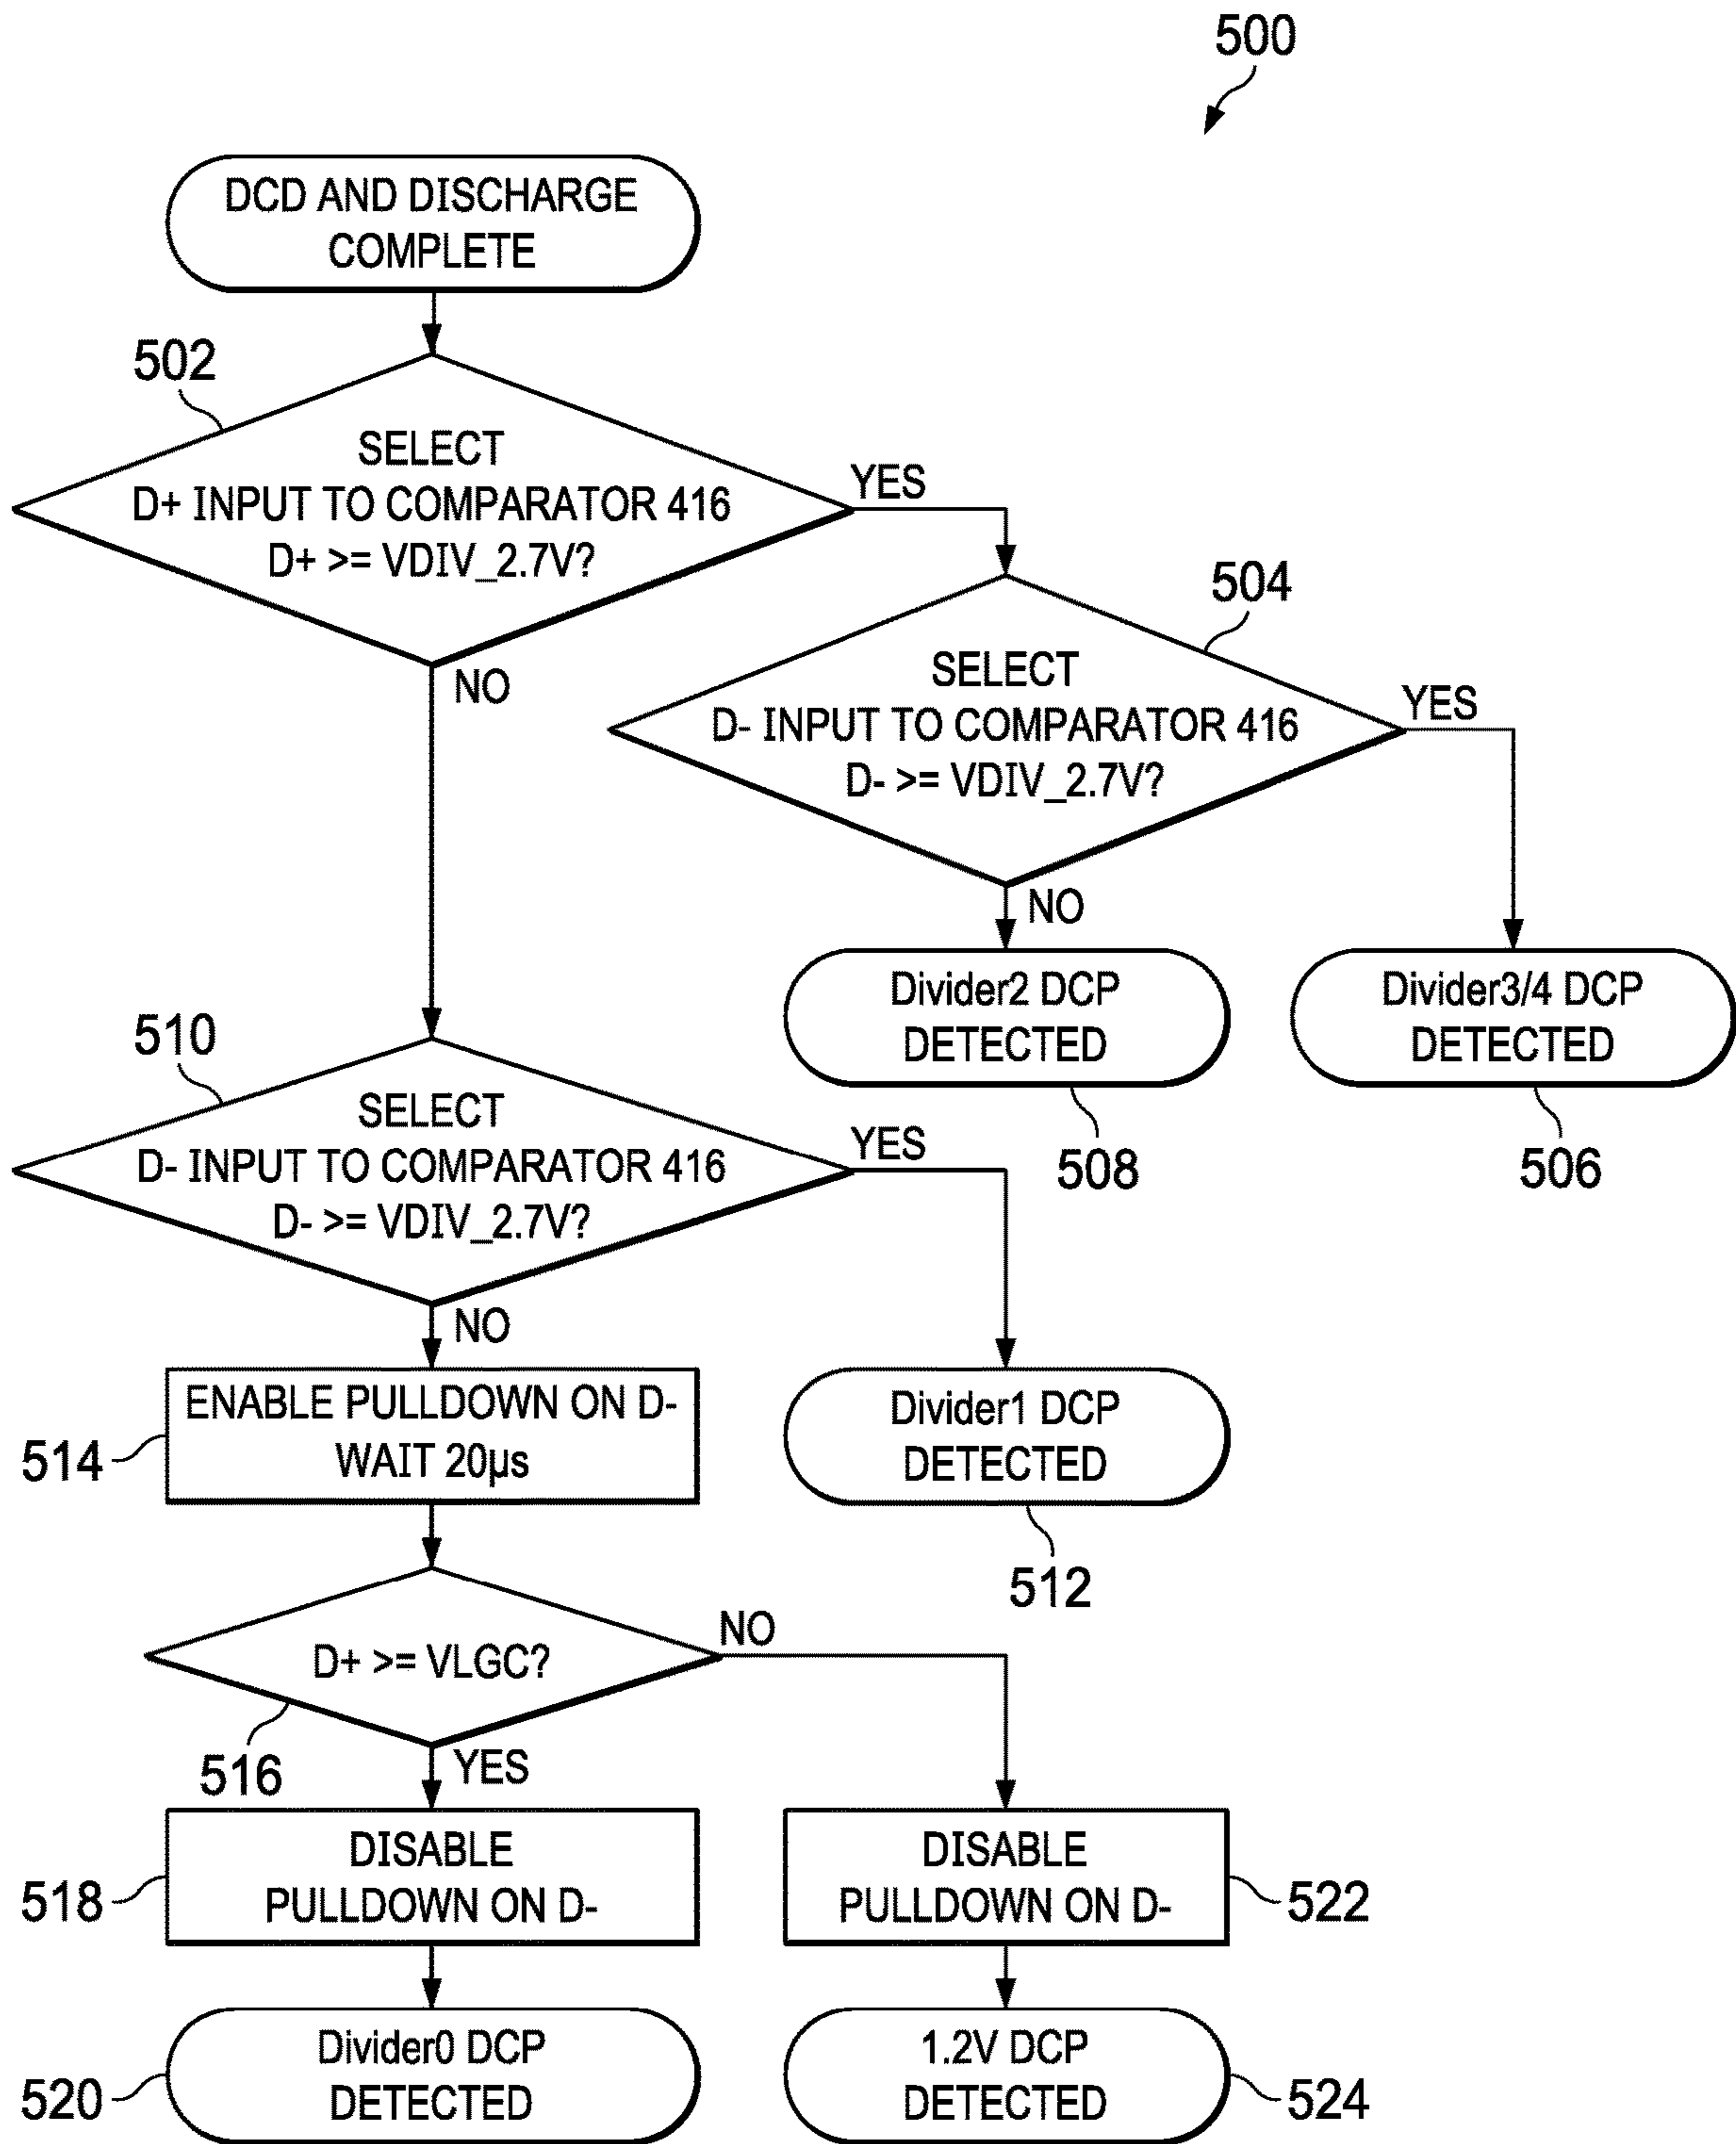 500
DCD AND DISCHARGE
COMPLETE
502
SELECT
D+ INPUT TO COMPARATOR 416
D+ >= VDIV_2.7V?
YES
NO
504
SELECT
D- INPUT TO COMPARATOR 416
D- >= VDIV_2.7V?
YES
NO
Divider2 DCP
DETECTED
508
Divider3/4 DCP
DETECTED
506
510
SELECT
D- INPUT TO COMPARATOR 416
D- >= VDIV_2.7V?
YES
NO
514
ENABLE PULLDOWN ON D-
WAIT 20µs
Divider1 DCP
DETECTED
512
D+ >= VLGC?
NO
516
YES
518
DISABLE
PULLDOWN ON D-
DISABLE
PULLDOWN ON D-
522
520
Divider0 DCP
DETECTED
1.2V DCP
DETECTED
524